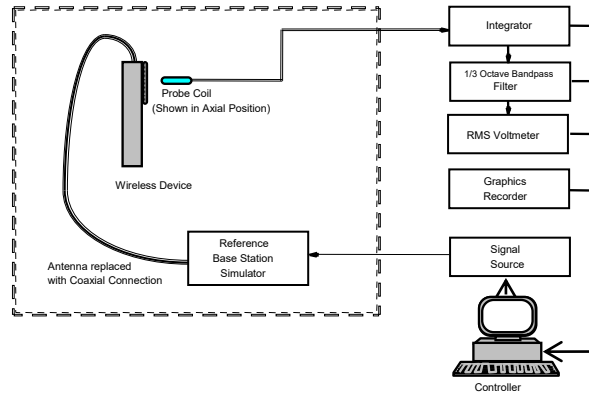 Integrator
1/3 Octave Bandpass
Filter
RMS Voltmeter
Graphics
Recorder
Signal
Source
Controller
Probe Coil
(Shown in Axial Position)
Wireless Device
Reference
Base Station
Simulator
Antenna replaced
with Coaxial Connection